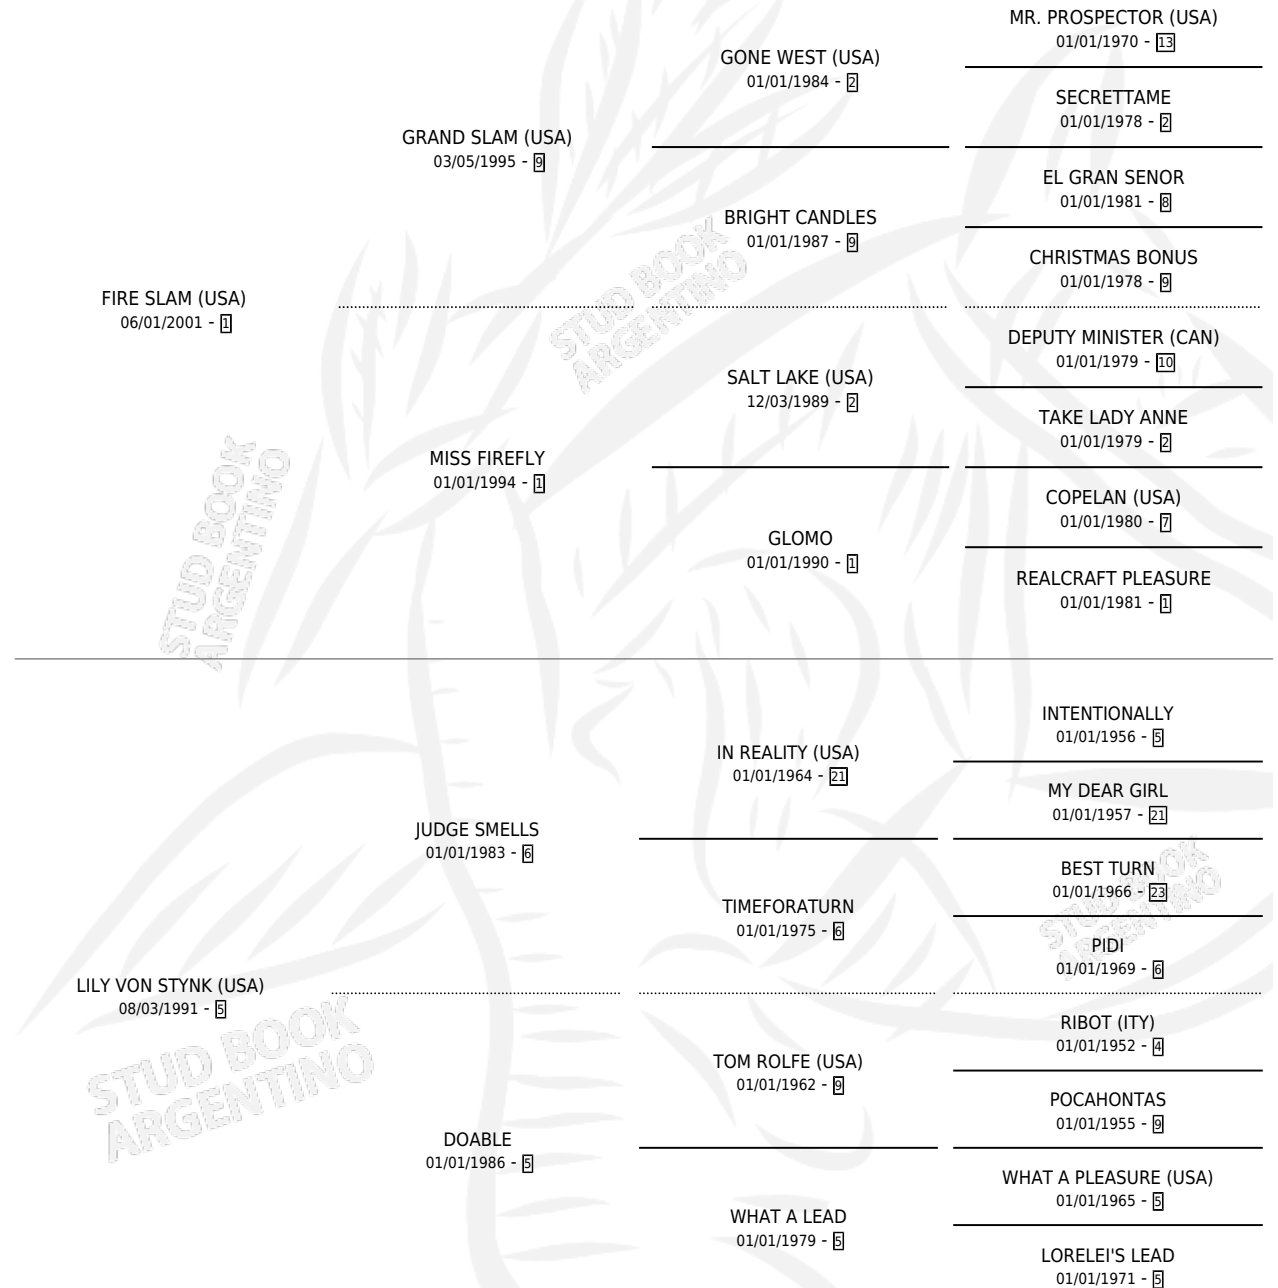 MR. PROSPECTOR (USA)
01/01/1970 - 13
GONE WEST (USA)
01/01/1984 - 2
SECRETTAME
01/01/1978 - 2
GRAND SLAM (USA)
03/05/1995 - 9
EL GRAN SENOR
01/01/1981 - 8
BRIGHT CANDLES
01/01/1987 - 9
CHRISTMAS BONUS
01/01/1978 - 9
FIRE SLAM (USA)
06/01/2001 - 1
STUD BOOK
ARGENTINO
DEPUTY MINISTER (CAN)
01/01/1979 - 10
SALT LAKE (USA)
12/03/1989 - 2
TAKE LADY ANNE
01/01/1979 - 2
MISS FIREFLY
01/01/1994 - 1
COPELAN (USA)
01/01/1980 - 7
GLOMO
01/01/1990 - 1
REALCRAFT PLEASURE
01/01/1981 - 1
STUD BOOK
ARGENTINO
INTENTIONALLY
01/01/1956 - 5
IN REALITY (USA)
01/01/1964 - 21
MY DEAR GIRL
01/01/1957 - 21
JUDGE SMELLS
01/01/1983 - 6
BEST TURN
01/01/1966 - 23
TIMEFORATURN
01/01/1975 - 6
STUD BOOK
ARGENTINO
PIDI
01/01/1969 - 6
LILY VON STYNK (USA)
08/03/1991 - 5
STUD BOOK
ARGENTINO
RIBOT (ITY)
01/01/1952 - 4
TOM ROLFE (USA)
01/01/1962 - 9
POCAHONTAS
01/01/1955 - 9
DOABLE
01/01/1986 - 5
WHAT A PLEASURE (USA)
01/01/1965 - 5
WHAT A LEAD
01/01/1979 - 5
LORELEI'S LEAD
01/01/1971 - 5